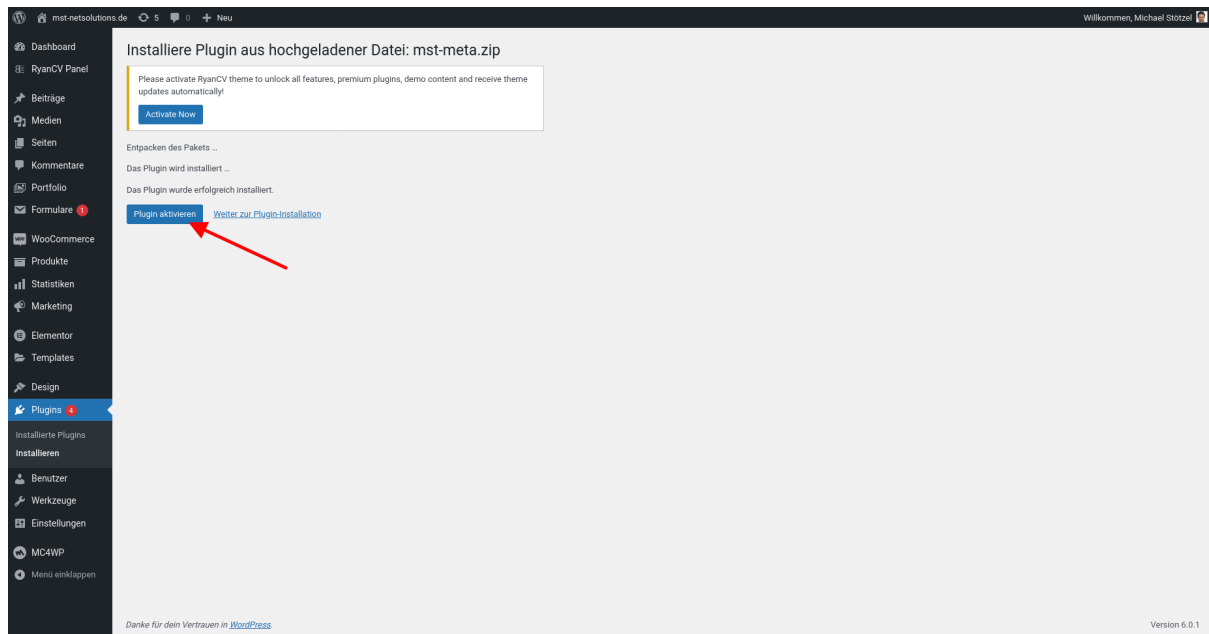 mst-netsolutions.de 5 0 + Neu
Willkommen, Michael Stötzel
Dashboard
RyanCV Panel
Beiträge
Medien
Seiten
Kommentare
Portfolio
Formulare 1
WooCommerce
Produkte
Statistiken
Marketing
Elementor
Templates
Design
Plugins 4
Installierte Plugins
Installieren
Benutzer
Werkzeuge
Einstellungen
MC4WP
Menü einklappen
Installiere Plugin aus hochgeladener Datei: mst-meta.zip
Please activate RyanCV theme to unlock all features, premium plugins, demo content and receive theme
updates automatically!
Activate Now
Entpacken des Pakets …
Das Plugin wird installiert …
Das Plugin wurde erfolgreich installiert.
Plugin aktivieren Weiter zur Plugin-Installation
Danke für dein Vertrauen in WordPress.
Version 6.0.1